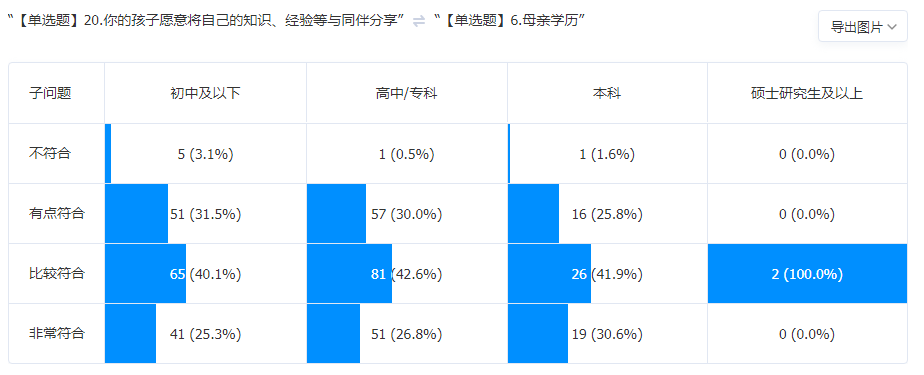 “【单选题】20.你的孩子愿意将自己的知识、经验等与同伴分享” ⇌ “【单选题】6.母亲学历”
导出图片
子问题 初中及以下 高中/专科 本科 硕士研究生及以上
不符合 5 (3.1%) 1 (0.5%) 1 (1.6%) 0 (0.0%)
有点符合 51 (31.5%) 57 (30.0%) 16 (25.8%) 0 (0.0%)
比较符合 65 (40.1%) 81 (42.6%) 26 (41.9%) 2 (100.0%)
非常符合 41 (25.3%) 51 (26.8%) 19 (30.6%) 0 (0.0%)